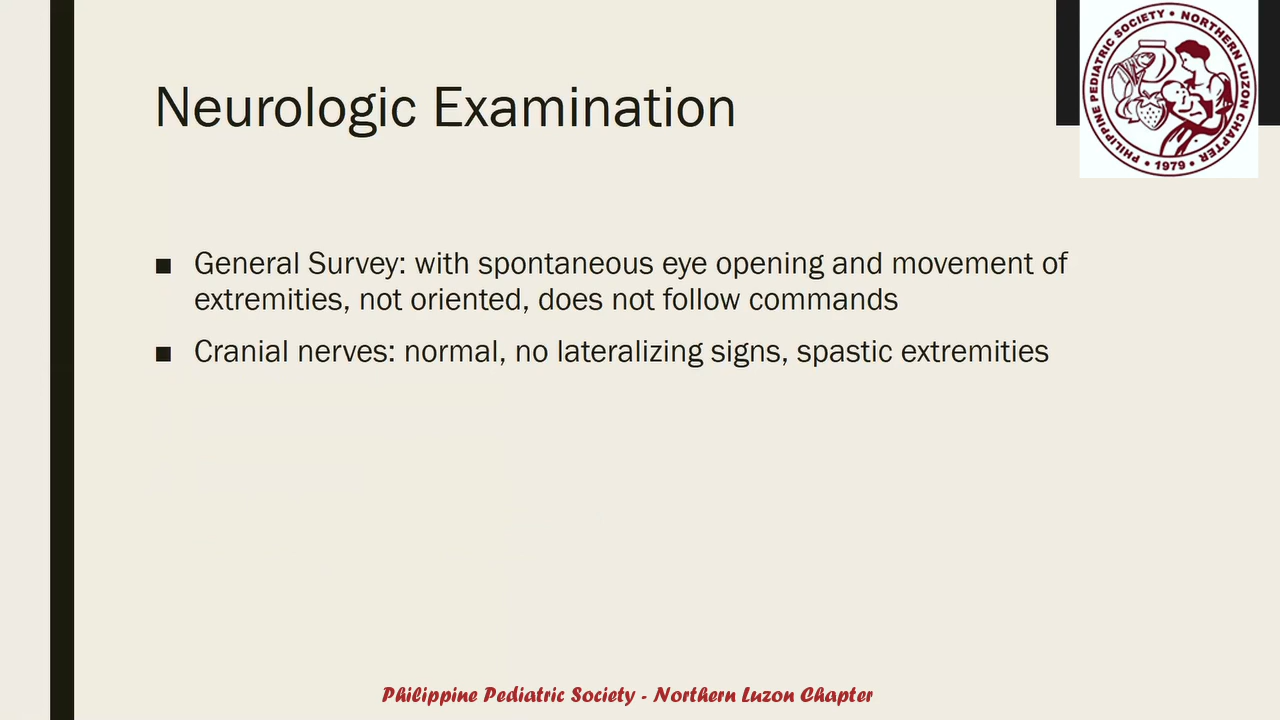 PHILIPPINE PEDIATRIC SOCIETY • NORTHERN LUZON CHAPTER • 1979 •
Neurologic Examination
■ General Survey: with spontaneous eye opening and movement of
extremities, not oriented, does not follow commands
■ Cranial nerves: normal, no lateralizing signs, spastic extremities
Philippine Pediatric Society - Northern Luzon Chapter